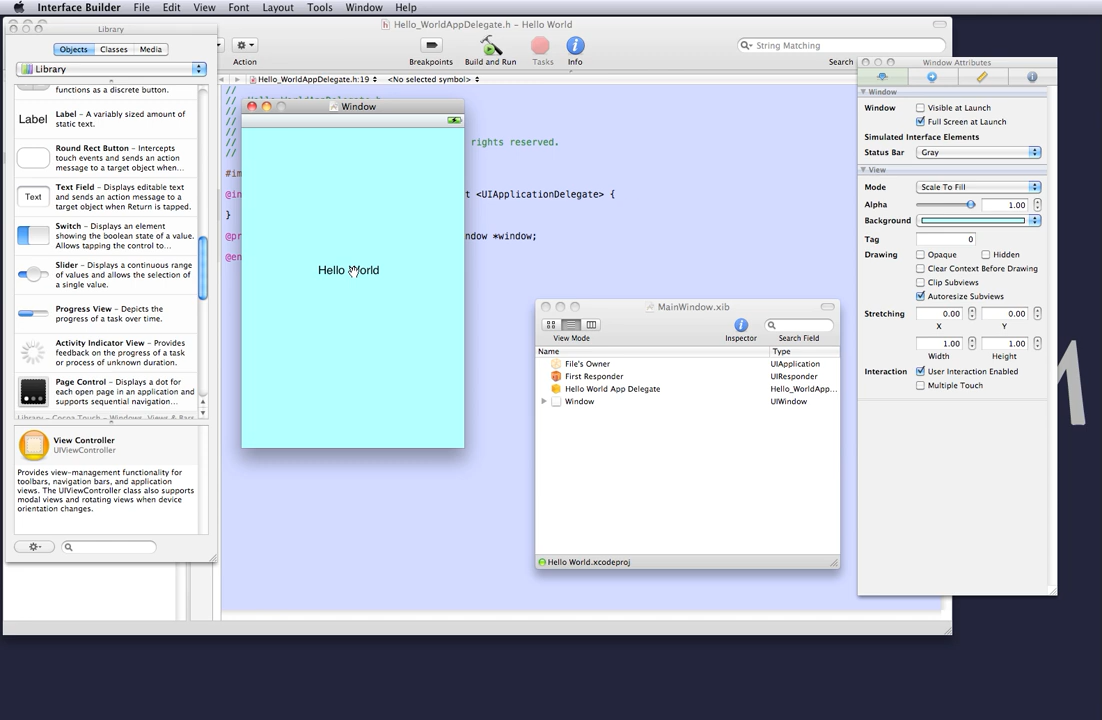 Interface Builder File Edit View Font Layout Tools Window Help
Hello_WorldAppDelegate.h – Hello World
Library
Objects Classes Media
Library
functions as a discrete button.
Label
Label – A variably sized amount of
static text.
Round Rect Button – Intercepts
touch events and sends an action
message to a target object when…
Text
Text Field – Displays editable text
and sends an action message to a
target object when Return is tapped.
Switch – Displays an element
showing the boolean state of a value.
Allows tapping the control to…
Slider – Displays a continuous range
of values and allows the selection of
a single value.
Progress View – Depicts the
progress of a task over time.
Activity Indicator View – Provides
feedback on the progress of a task
or process of unknown duration.
Page Control – Displays a dot for
each open page in an application and
supports sequential navigation…
Library – Cocoa Touch – Windows, Views & Bars
View Controller
UIViewController
Provides view-management functionality for
toolbars, navigation bars, and application
views. The UIViewController class also supports
modal views and rotating views when device
orientation changes.
Action
Breakpoints Build and Run Tasks Info
String Matching
Search
Hello_WorldAppDelegate.h:19 <No selected symbol>
//
//
//
//
//
// rights reserved.
//
#im
@in t <UIApplicationDelegate> {
}
@pr ndow *window;
@en
Window
Hello World
MainWindow.xib
View Mode Inspector Search Field
Name Type
File's Owner UIApplication
First Responder UIResponder
Hello World App Delegate Hello_WorldApp…
Window UIWindow
Hello World.xcodeproj
Window Attributes
Window
Window Visible at Launch
Full Screen at Launch
Simulated Interface Elements
Status Bar Gray
View
Mode Scale To Fill
Alpha 1.00
Background
Tag 0
Drawing Opaque Hidden
Clear Context Before Drawing
Clip Subviews
Autoresize Subviews
Stretching 0.00 0.00
X Y
1.00 1.00
Width Height
Interaction User Interaction Enabled
Multiple Touch